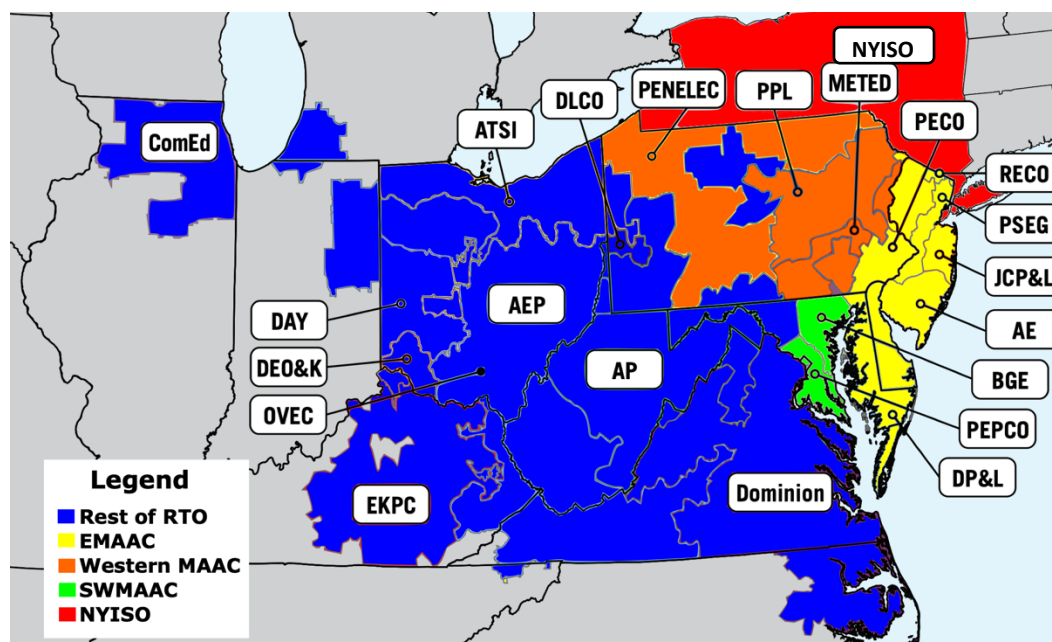 NYISO
DLCO
PENELEC
PPL
METED
PECO
ComEd
ATSI
RECO
PSEG
JCP&L
DAY
AEP
AE
DEO&K
AP
BGE
OVEC
PEPCO
DP&L
EKPC
Dominion
Legend
Rest of RTO
EMAAC
Western MAAC
SWMAAC
NYISO